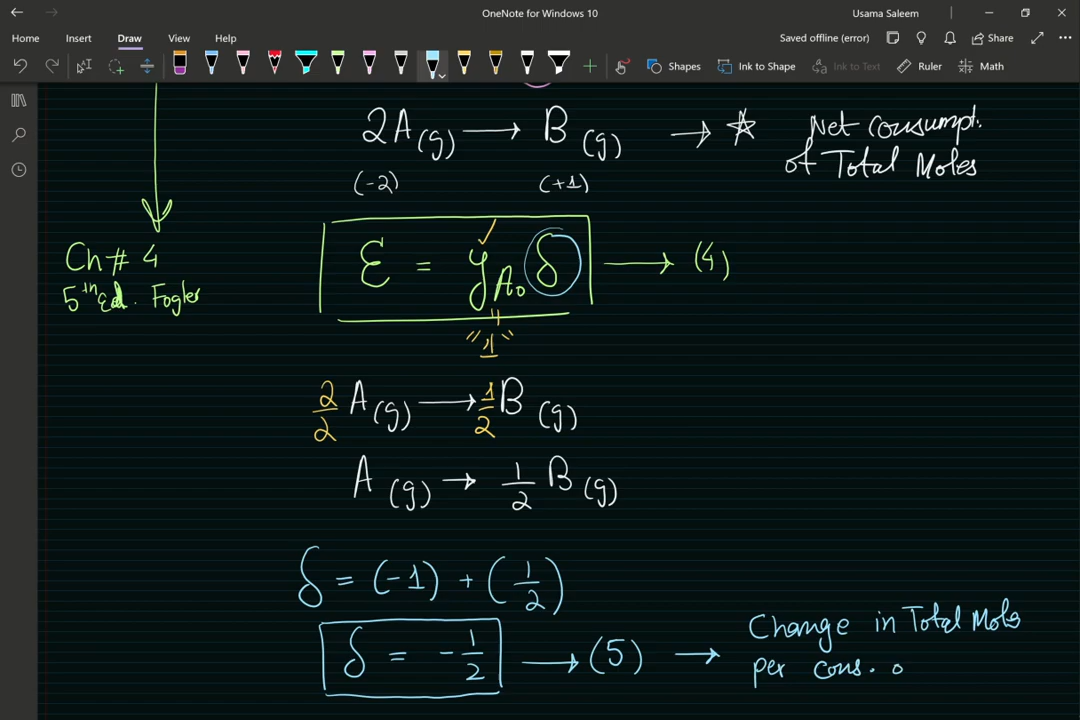 OneNote for Windows 10
Usama Saleem
Home Insert Draw View Help
Saved offline (error)
Share
Shapes
Ink to Shape
Ink to Text
Ruler
Math
2A(g) ⟶ B(g) → ☆ Net Consumpt.
of Total Moles
(-2) (+1)
Ɛ = yA₀ δ ⟶ (4)
"1"
Ch # 4
5th Ed. Fogler
2/2 A(g) ⟶ 1/2 B(g)
A(g) → 1/2 B(g)
δ = (-1) + (1/2)
δ = -1/2 ⟶ (5) → Change in Total Mols
per cons. o